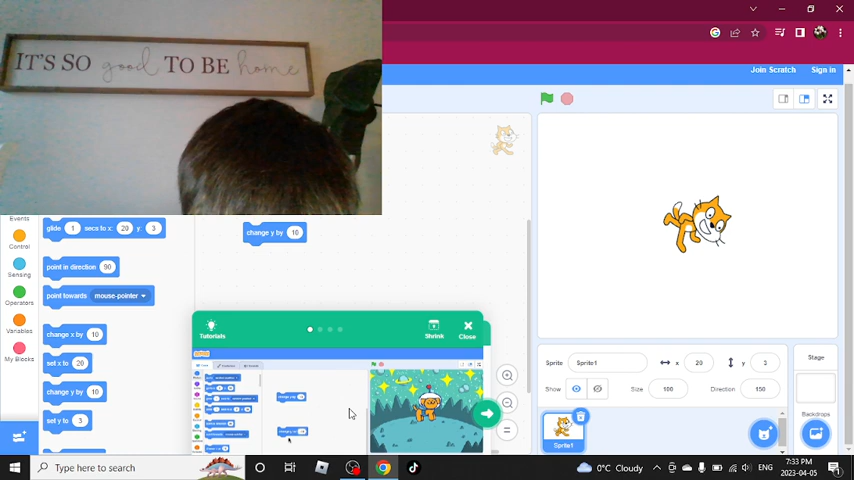 IT'S SO good TO BE home
Join Scratch
Sign in
Events
Control
Sensing
Operators
Variables
My Blocks
glide 1 secs to x: 20 y: 3
point in direction 90
point towards mouse-pointer
change x by 10
set x to 20
change y by 10
set y to 3
change y by 10
Tutorials
Shrink
Close
Sprite
Sprite1
x 20
y 3
Show
Size 100
Direction 150
Sprite1
Stage
Backdrops
Type here to search
0°C Cloudy
ENG
7:33 PM
2023-04-05